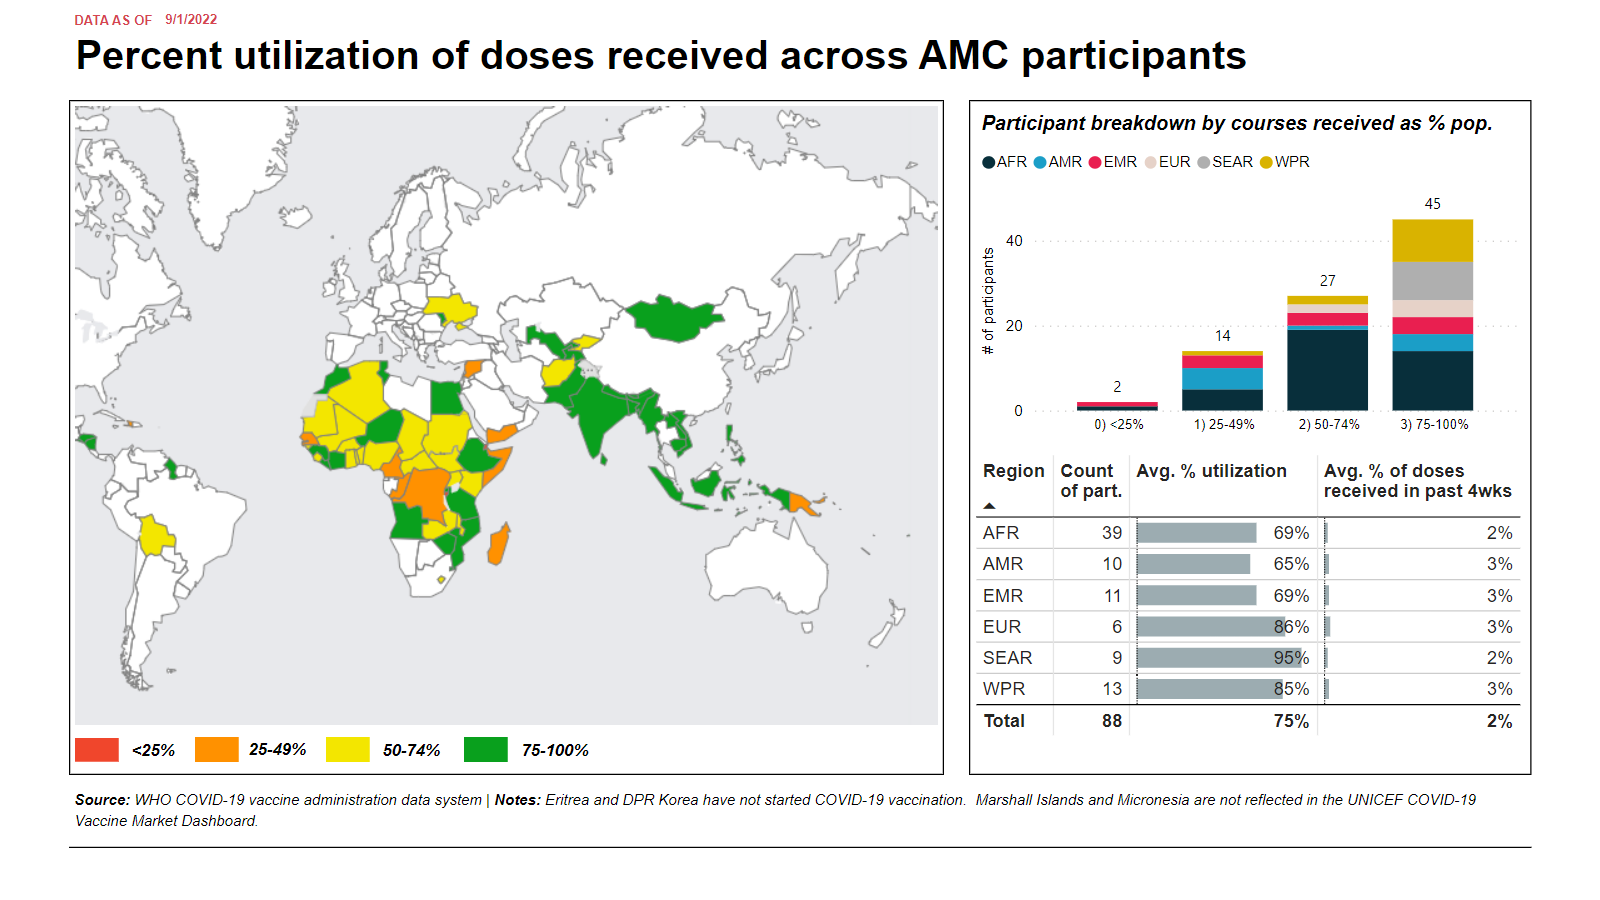 DATA AS OF 9/1/2022
Percent utilization of doses received across AMC participants
<25%
25-49%
50-74%
75-100%
Participant breakdown by courses received as % pop.
AFR AMR EMR EUR SEAR WPR
# of participants
40
20
0
2
14
27
45
0) <25%
1) 25-49%
2) 50-74%
3) 75-100%
Region Count of part. Avg. % utilization Avg. % of doses received in past 4wks
AFR 39 69% 2%
AMR 10 65% 3%
EMR 11 69% 3%
EUR 6 86% 3%
SEAR 9 95% 2%
WPR 13 85% 3%
Total 88 75% 2%
Source: WHO COVID-19 vaccine administration data system | Notes: Eritrea and DPR Korea have not started COVID-19 vaccination. Marshall Islands and Micronesia are not reflected in the UNICEF COVID-19
Vaccine Market Dashboard.